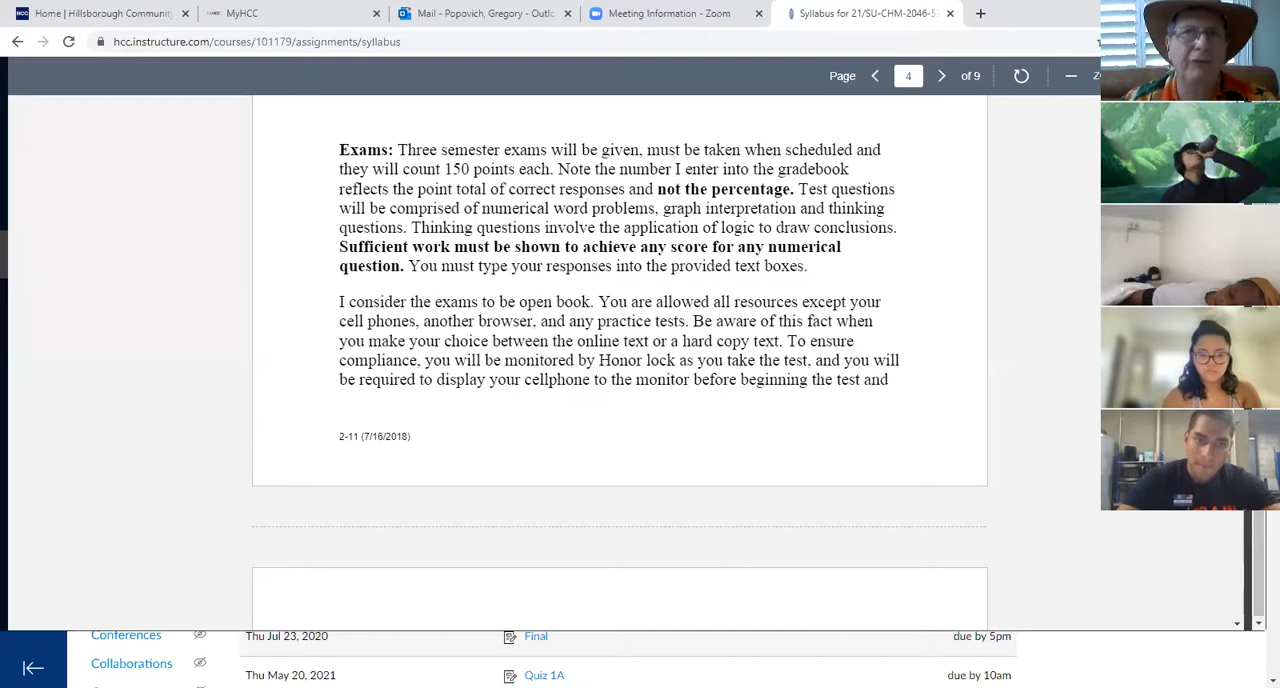 Home | Hillsborough Community
MyHCC
Mail - Popovich, Gregory - Outlo
Meeting Information - Zoom
Syllabus for 21/SU-CHM-2046-5
hcc.instructure.com/courses/101179/assignments/syllabus
Page 4 of 9
Exams: Three semester exams will be given, must be taken when scheduled and
they will count 150 points each. Note the number I enter into the gradebook
reflects the point total of correct responses and not the percentage. Test questions
will be comprised of numerical word problems, graph interpretation and thinking
questions. Thinking questions involve the application of logic to draw conclusions.
Sufficient work must be shown to achieve any score for any numerical
question. You must type your responses into the provided text boxes.
I consider the exams to be open book. You are allowed all resources except your
cell phones, another browser, and any practice tests. Be aware of this fact when
you make your choice between the online text or a hard copy text. To ensure
compliance, you will be monitored by Honor lock as you take the test, and you will
be required to display your cellphone to the monitor before beginning the test and
2-11 (7/16/2018)
Conferences
Thu Jul 23, 2020 Final due by 5pm
Collaborations
Thu May 20, 2021 Quiz 1A due by 10am